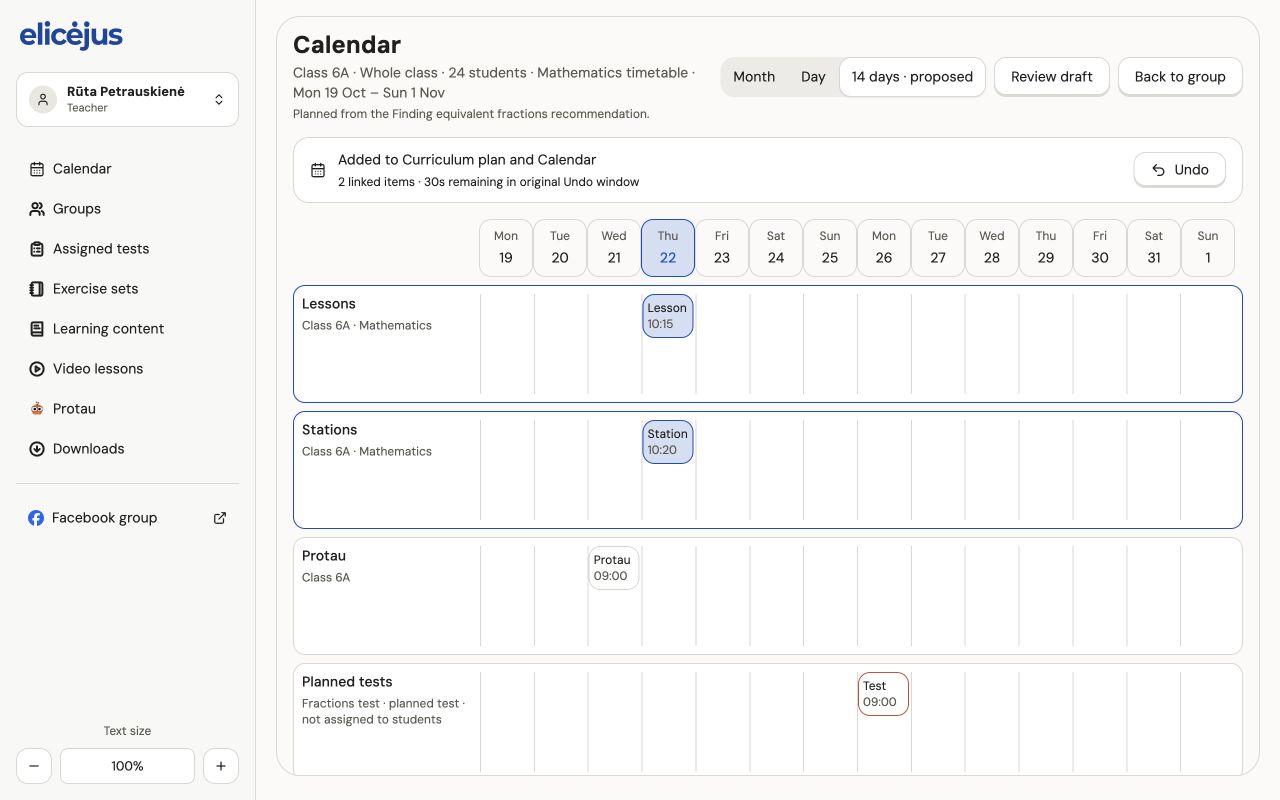 elicėjus
Rūta Petrauskienė
Teacher
Calendar
Groups
Assigned tests
Exercise sets
Learning content
Video lessons
Protau
Downloads
Facebook group
Text size
100%
Calendar
Class 6A · Whole class · 24 students · Mathematics timetable ·
Mon 19 Oct – Sun 1 Nov
Planned from the Finding equivalent fractions recommendation.
Month
Day
14 days · proposed
Review draft
Back to group
Added to Curriculum plan and Calendar
2 linked items · 30s remaining in original Undo window
Undo
Mon Tue Wed Thu Fri Sat Sun Mon Tue Wed Thu Fri Sat Sun
19 20 21 22 23 24 25 26 27 28 29 30 31 1
Lessons
Class 6A · Mathematics
Lesson
10:15
Stations
Class 6A · Mathematics
Station
10:20
Protau
Class 6A
Protau
09:00
Planned tests
Fractions test · planned test ·
not assigned to students
Test
09:00